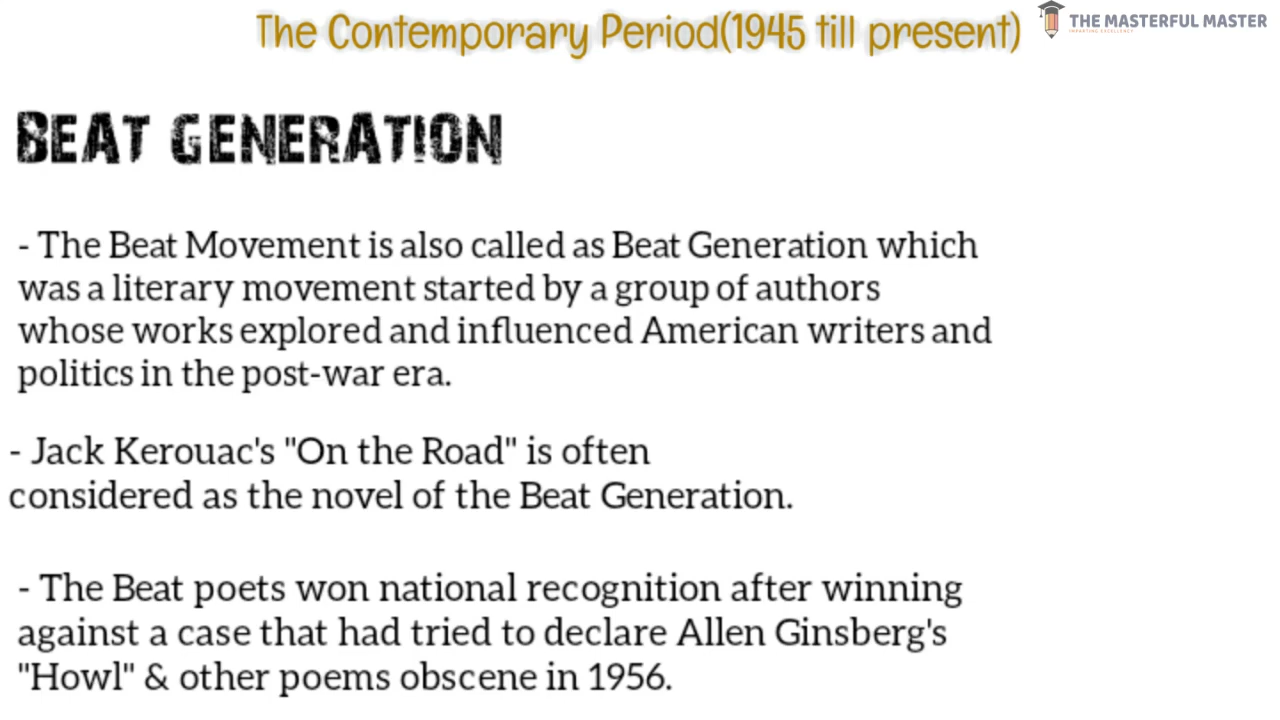 The Contemporary Period(1945 till present)
THE MASTERFUL MASTER
IMPARTING EXCELLENCY
BEAT GENERATION
- The Beat Movement is also called as Beat Generation which
was a literary movement started by a group of authors
whose works explored and influenced American writers and
politics in the post-war era.
- Jack Kerouac's "On the Road" is often
considered as the novel of the Beat Generation.
- The Beat poets won national recognition after winning
against a case that had tried to declare Allen Ginsberg's
"Howl" & other poems obscene in 1956.